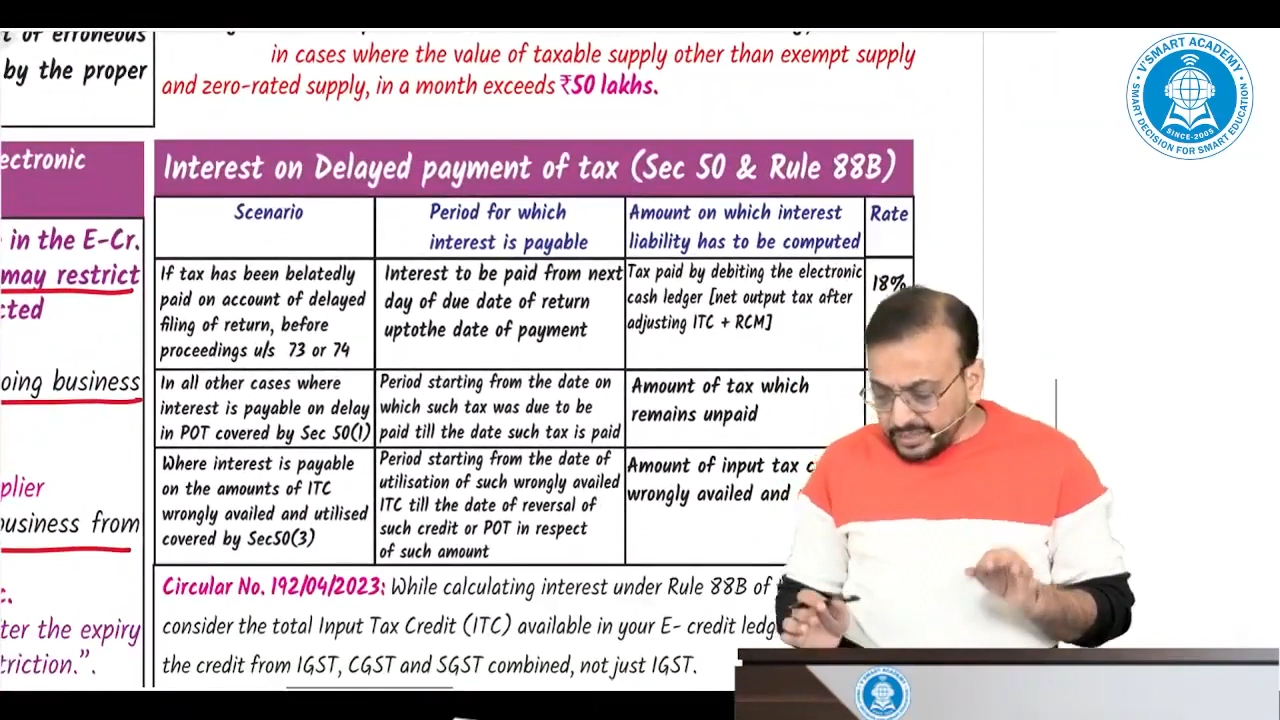 t of erroneous
by the proper
in cases where the value of taxable supply other than exempt supply
and zero-rated supply, in a month exceeds ₹50 lakhs.
ectronic
in the E-Cr.
may restrict
cted
oing business
plier
business from
c.
ter the expiry
triction.”.
Interest on Delayed payment of tax (Sec 50 & Rule 88B)
Scenario
Period for which
interest is payable
Amount on which interest
liability has to be computed
Rate
If tax has been belatedly
paid on account of delayed
filing of return, before
proceedings u/s 73 or 74
Interest to be paid from next
day of due date of return
uptothe date of payment
Tax paid by debiting the electronic
cash ledger [net output tax after
adjusting ITC + RCM]
18%
In all other cases where
interest is payable on delay
in POT covered by Sec 50(1)
Period starting from the date on
which such tax was due to be
paid till the date such tax is paid
Amount of tax which
remains unpaid
Where interest is payable
on the amounts of ITC
wrongly availed and utilised
covered by Sec50(3)
Period starting from the date of
utilisation of such wrongly availed
ITC till the date of reversal of
such credit or POT in respect
of such amount
Amount of input tax
wrongly availed and
Circular No. 192/04/2023: While calculating interest under Rule 88B of
consider the total Input Tax Credit (ITC) available in your E- credit ledg
the credit from IGST, CGST and SGST combined, not just IGST.
V'SMART ACADEMY
SINCE-2005
SMART DECISION FOR SMART EDUCATION